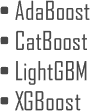 ▪ AdaBoost
▪ CatBoost
▪ LightGBM
▪ XGBoost